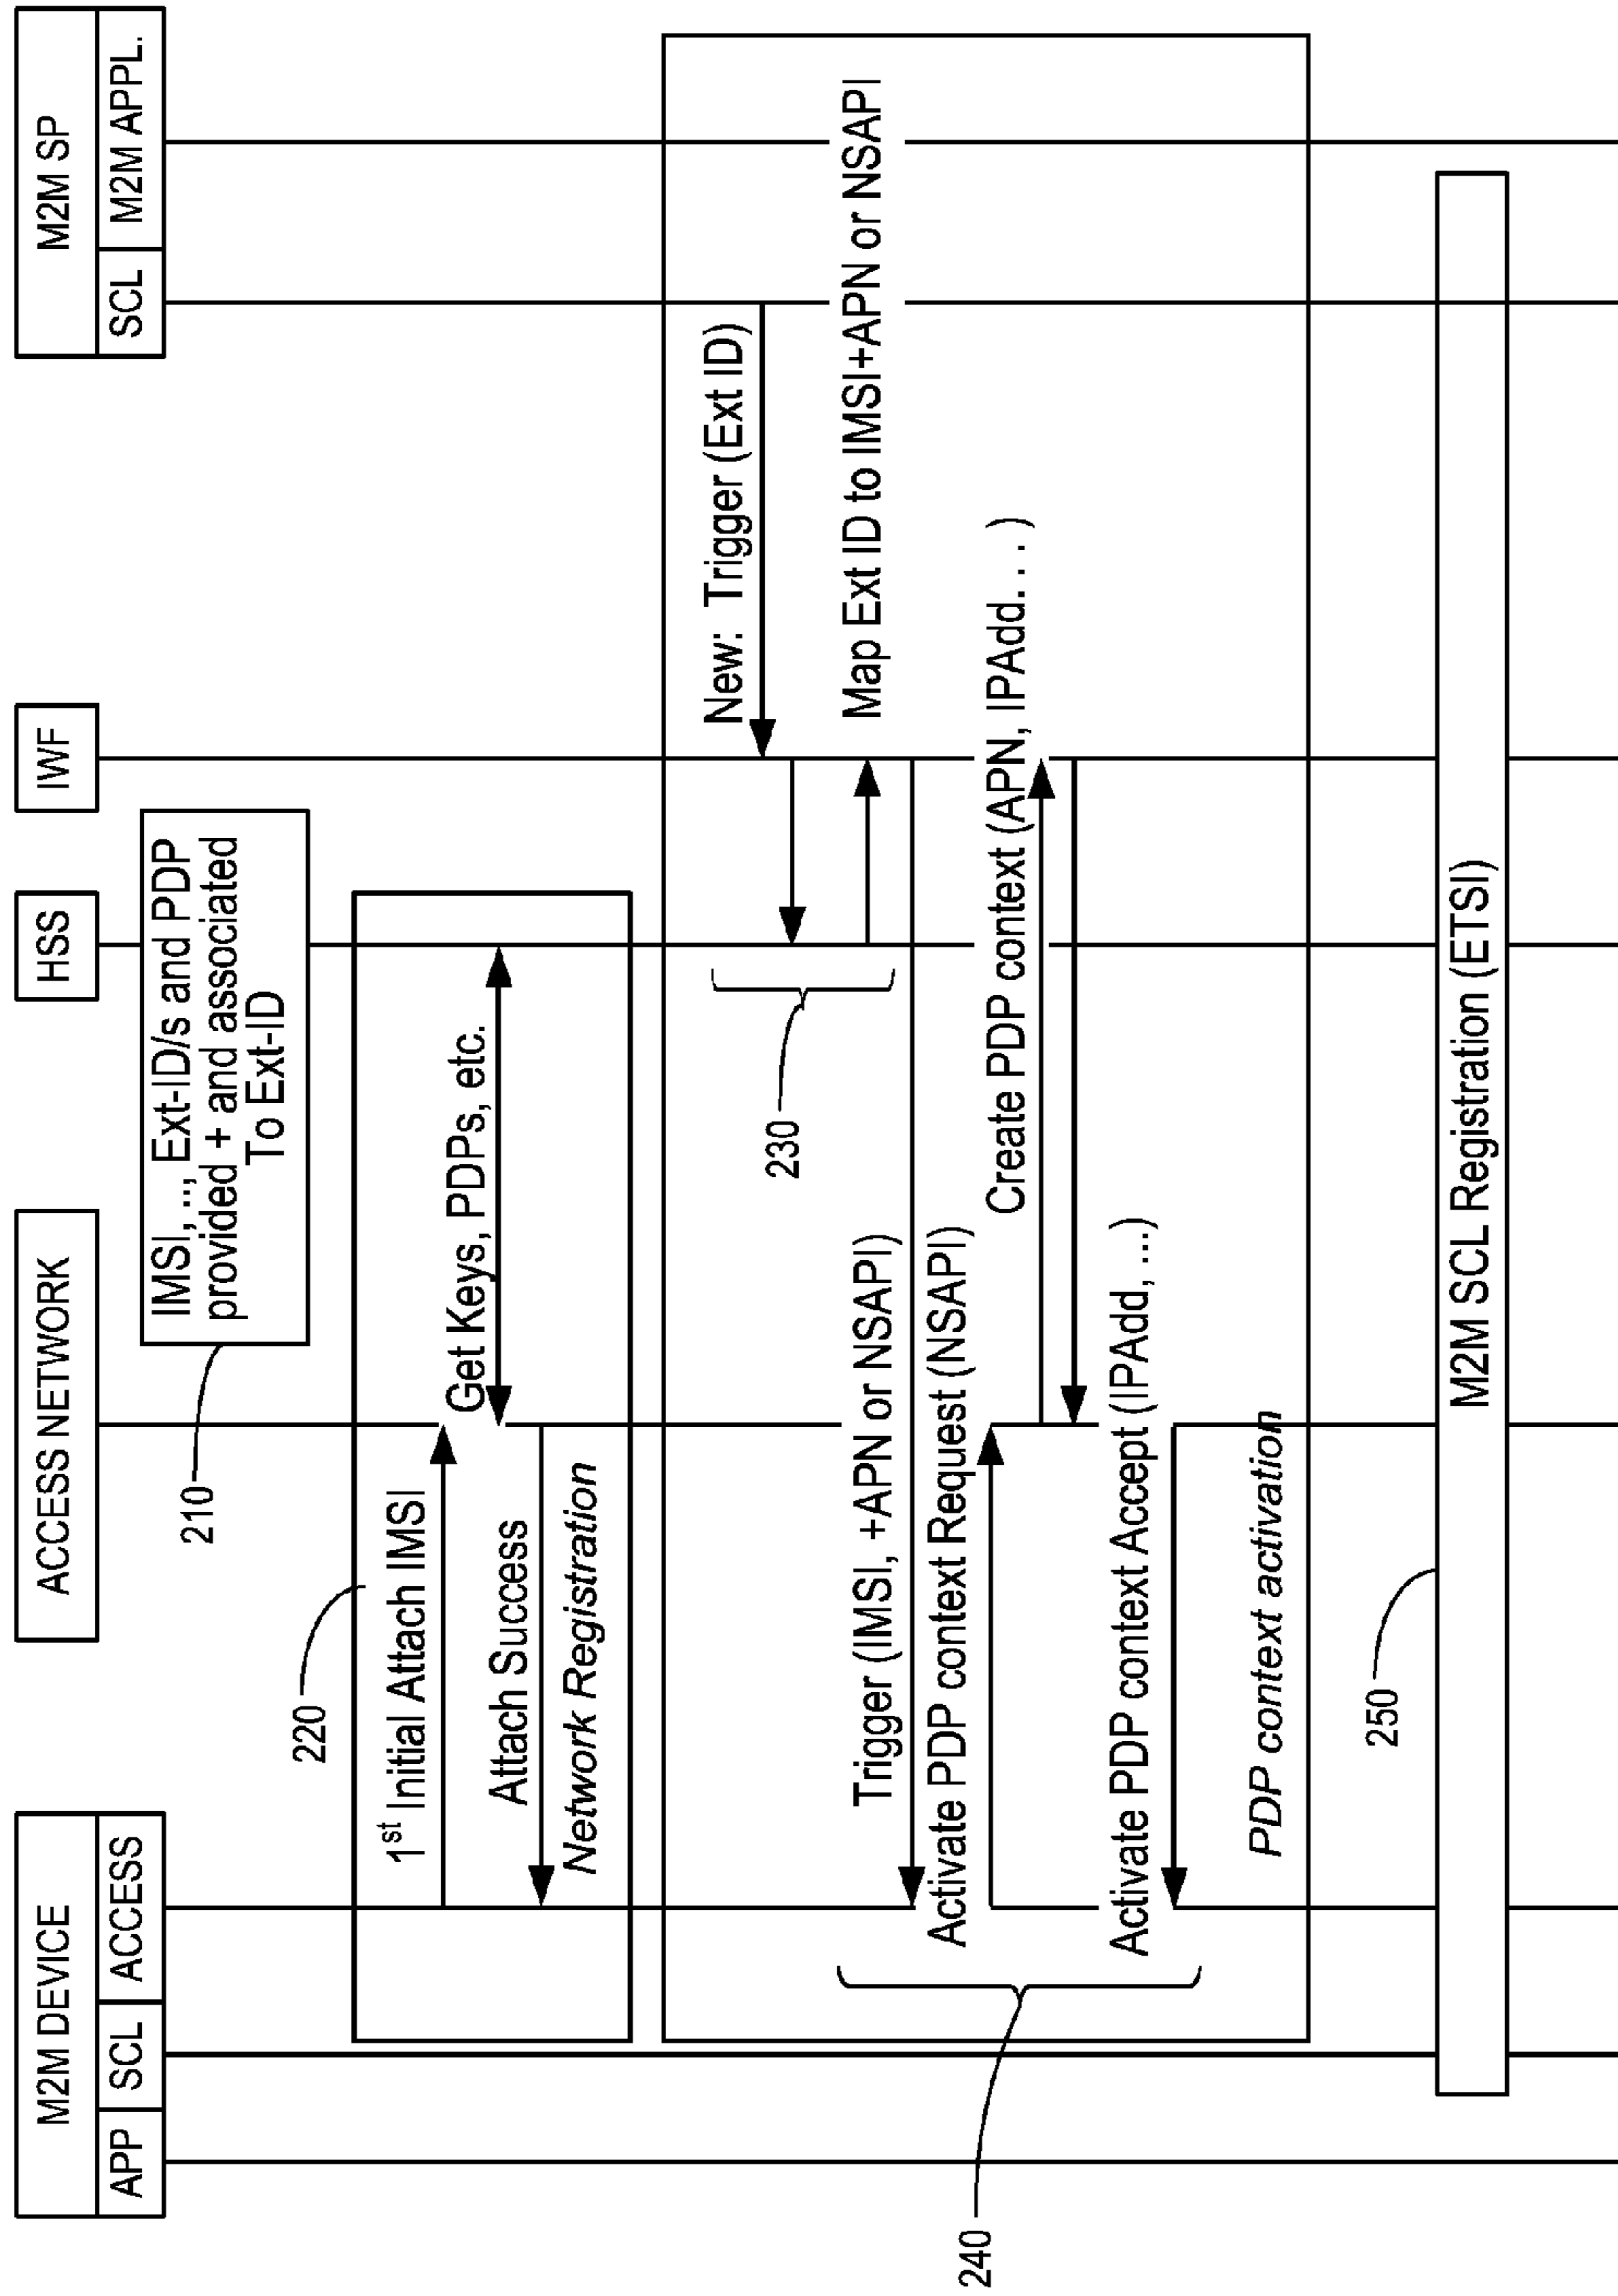 M2M DEVICE
APP
SCL
ACCESS
ACCESS NETWORK
HSS
IWF
M2M SP
SCL
M2M APPL.
210
IMSI, .., Ext-ID/s and PDP
provided + and associated
To Ext-ID
220
1st Initial Attach IMSI
Get Keys, PDPs, etc.
Attach Success
Network Registration
New: Trigger (Ext ID)
230
Map Ext ID to IMSI+APN or NSAPI
Trigger (IMSI, +APN or NSAPI)
Activate PDP context Request (NSAPI)
Create PDP context (APN, IPAdd. . . )
240
Activate PDP context Accept (IPAdd, ...)
PDP context activation
250
M2M SCL Registration (ETSI)